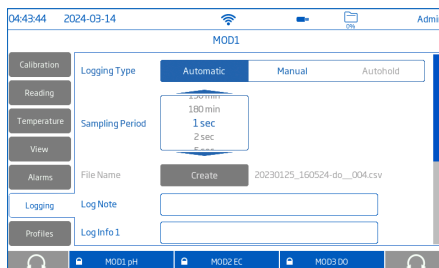 04:43:44 2024-03-14 0% Admi
MOD1
Calibration
Logging Type Automatic Manual Autohold
Reading
180 min
Temperature Sampling Period 1 sec
2 sec
View
Alarms File Name Create 20230125_160524-do__004.csv
Logging Log Note
Profiles Log Info 1
MOD1 pH MOD2 EC MOD3 DO